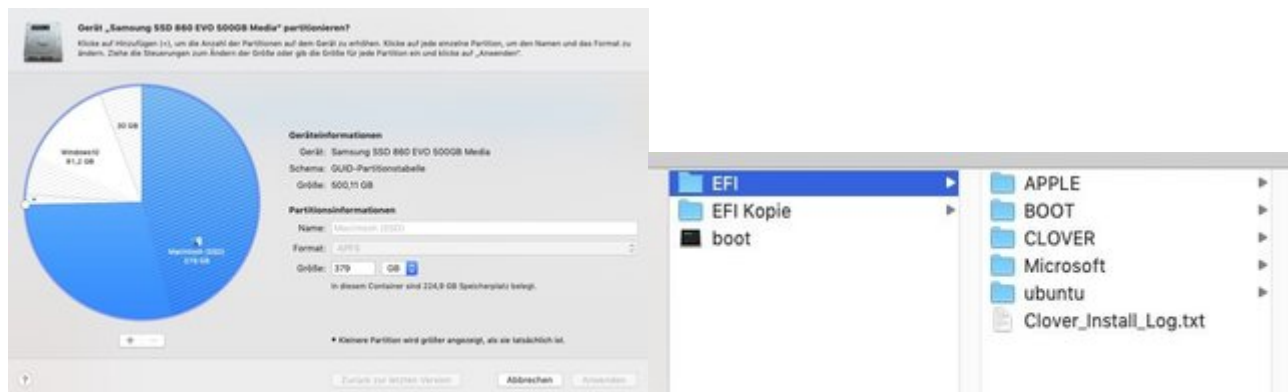 Gerät „Samsung SSD 860 EVO 500GB Media“ partitionieren?
Klicke auf Hinzufügen (+), um die Anzahl der Partitionen auf dem Gerät zu erhöhen. Klicke auf jede einzelne Partition, um den Namen und das Format zu
ändern. Ziehe die Steuerungen zum Ändern der Größe oder gib die Größe für jede Partition ein und klicke auf „Anwenden“.
30 GB
Windows10
81,2 GB
Macintosh (SSD)
379 GB
Geräteinformationen
Gerät: Samsung SSD 860 EVO 500GB Media
Schema: GUID-Partitionstabelle
Größe: 500,11 GB
Partitionsinformationen
Name: Macintosh (SSD)
Format: APFS
Größe: 379 GB
In diesem Container sind 224,9 GB Speicherplatz belegt.
+ −
* Kleinere Partition wird größer angezeigt, als sie tatsächlich ist.
? Zurück zur letzten Version Abbrechen Anwenden
EFI
EFI Kopie
boot
APPLE
BOOT
CLOVER
Microsoft
ubuntu
Clover_Install_Log.txt